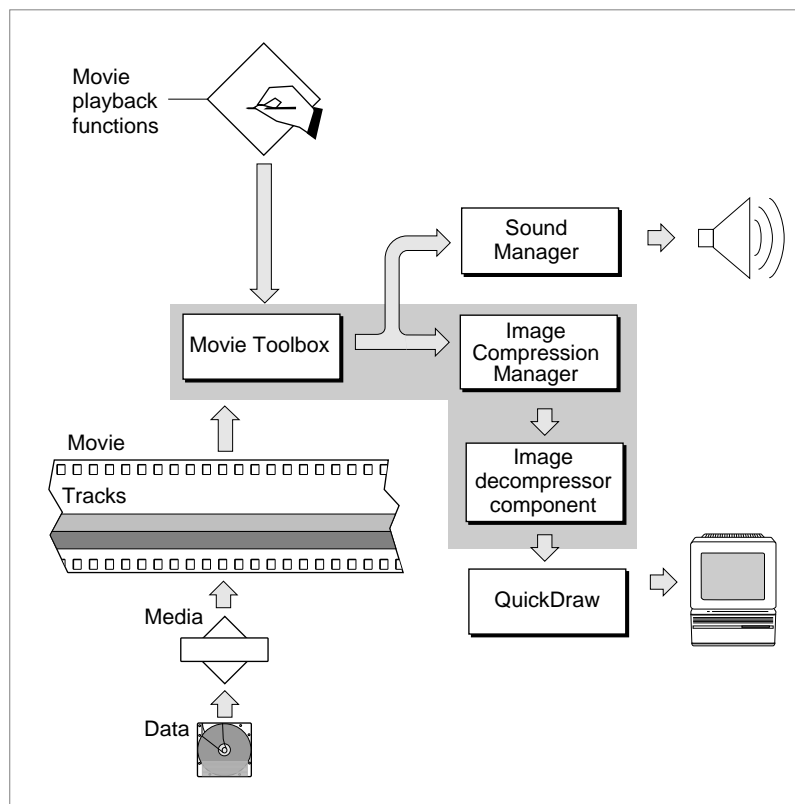 Movie
playback
functions
Sound
Manager
Movie Toolbox
Image
Compression
Manager
Movie
Tracks
Image
decompressor
component
QuickDraw
Media
Data